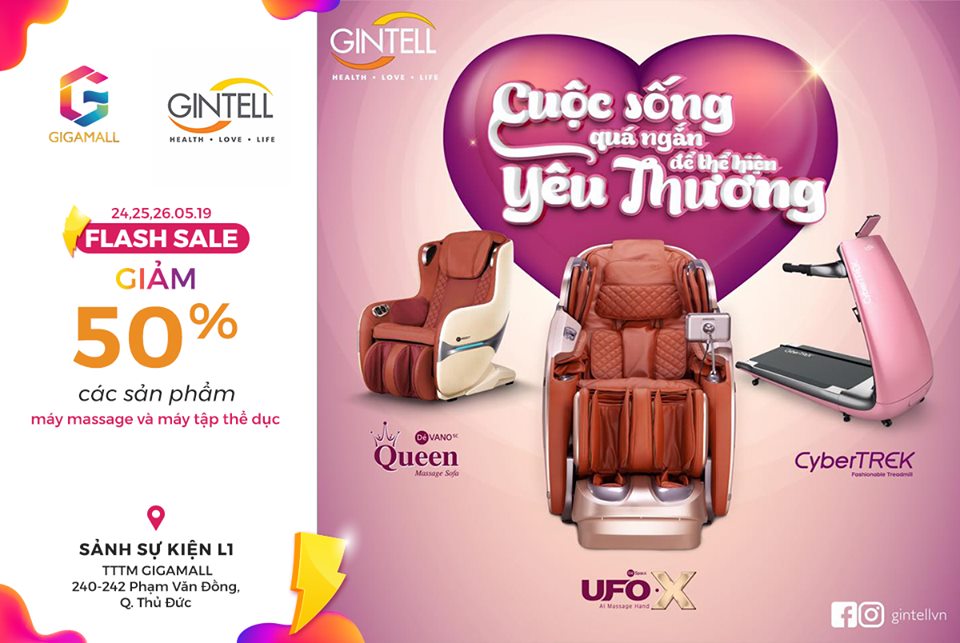 GIGAMALL
GINTELL
HEALTH • LOVE • LIFE
24,25,26.05.19
FLASH SALE
GIẢM
50%
các sản phẩm
máy massage và máy tập thể dục
SẢNH SỰ KIỆN L1
TTTM GIGAMALL
240-242 Phạm Văn Đồng,
Q. Thủ Đức
GINTELL
HEALTH • LOVE • LIFE
Cuộc sống
quá ngắn
để thể hiện
Yêu Thương
CyberTREK
DéVANO SC
Queen
Massage Sofa
CyberTREK
Fashionable Treadmill
UFO•X
AI Massage Hand
gintellvn